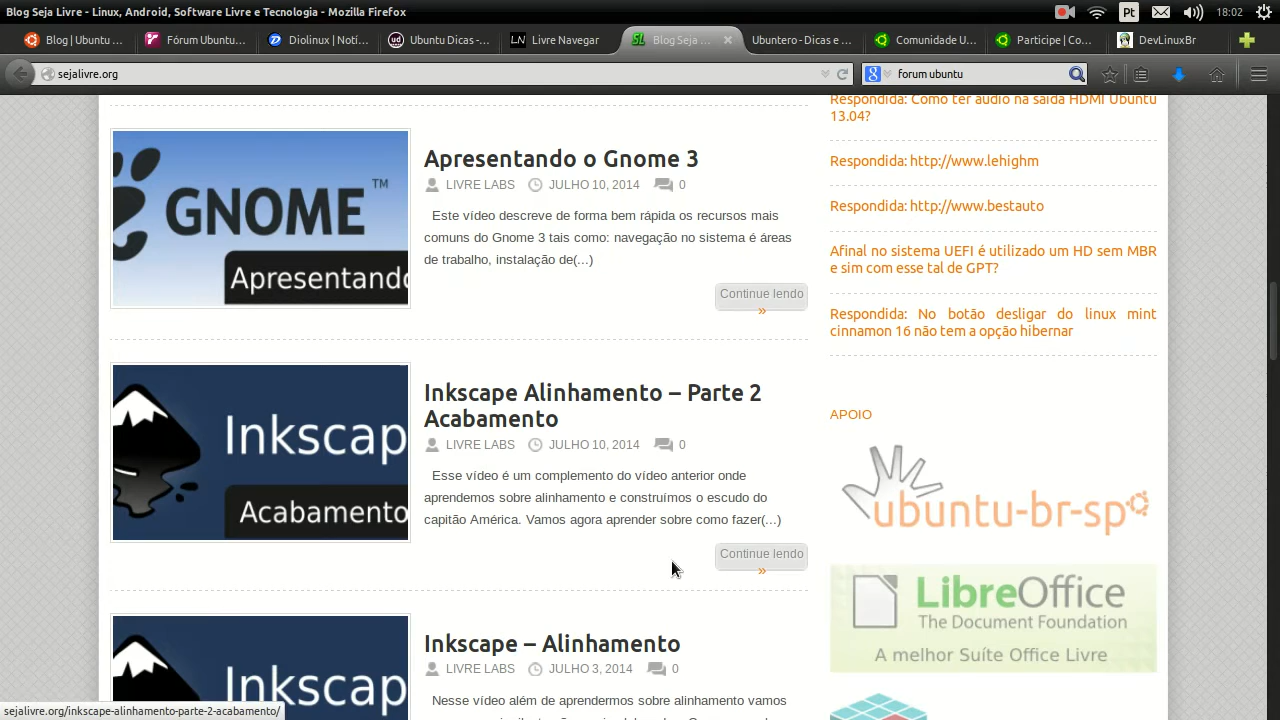 Blog Seja Livre - Linux, Android, Software Livre e Tecnologia - Mozilla Firefox
Pt
18:02
Blog | Ubuntu ...
Fórum Ubuntu...
Diolinux | Noti...
ud
Ubuntu Dicas -...
LN
Livre Navegar
SL
Blog Seja ...
Ubuntero - Dicas e ...
Comunidade U...
Participe | Co...
DevLinuxBr
sejalivre.org
8
forum ubuntu
GNOME™
Apresentando
Apresentando o Gnome 3
LIVRE LABS
JULHO 10, 2014
0
Este vídeo descreve de forma bem rápida os recursos mais
comuns do Gnome 3 tais como: navegação no sistema é áreas
de trabalho, instalação de(...)
Continue lendo
»
Inkscap
Acabamento
Inkscape Alinhamento – Parte 2
Acabamento
LIVRE LABS
JULHO 10, 2014
0
Esse vídeo é um complemento do vídeo anterior onde
aprendemos sobre alinhamento e construímos o escudo do
capitão América. Vamos agora aprender sobre como fazer(...)
Continue lendo
»
Inkscap
Inkscape – Alinhamento
LIVRE LABS
JULHO 3, 2014
0
Nesse vídeo além de aprendermos sobre alinhamento vamos
Respondida: Como ter áudio na saída HDMI Ubuntu
13.04?
Respondida: http://www.lehighm
Respondida: http://www.bestauto
Afinal no sistema UEFI é utilizado um HD sem MBR
e sim com esse tal de GPT?
Respondida: No botão desligar do linux mint
cinnamon 16 não tem a opção hibernar
APOIO
ubuntu-br-sp
LibreOffice
The Document Foundation
A melhor Suíte Office Livre
sejalivre.org/inkscape-alinhamento-parte-2-acabamento/